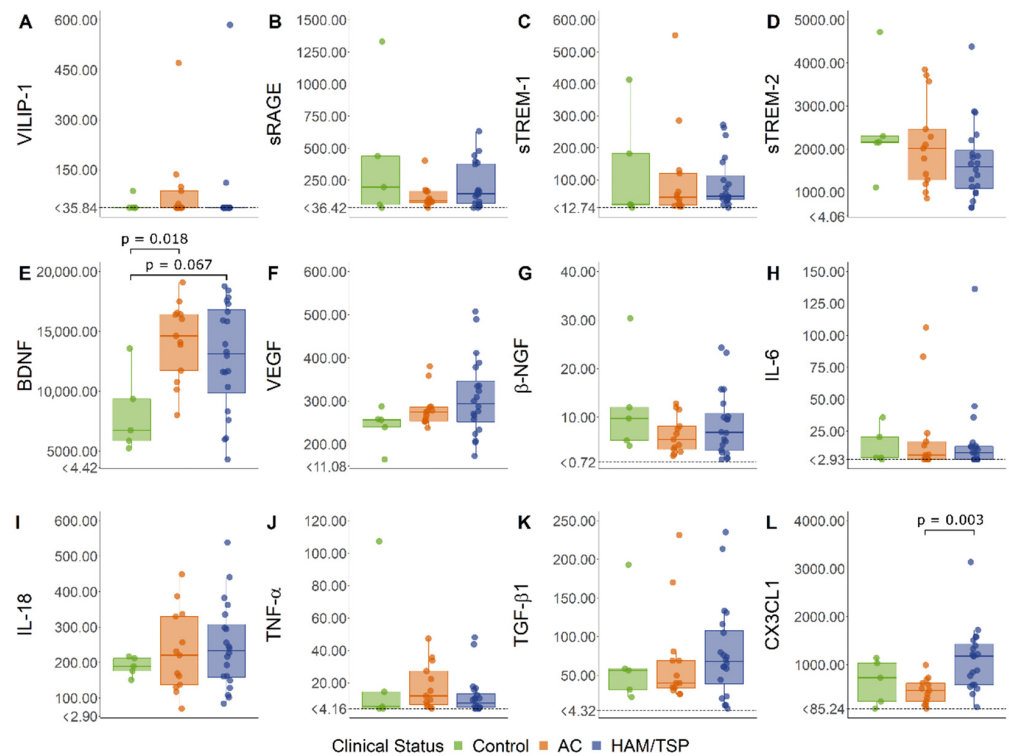 A
VILIP-1
600.00
450.00
300.00
150.00
<35.84
B
sRAGE
1500.00
1250.00
500.00
250.00
<36.42
C
sTREM-1
600.00
500.00
400.00
300.00
200.00
100.00
<12.74
D
sTREM-2
5000.00
4000.00
3000.00
2000.00
1000.00
<4.06
p = 0.018
p = 0.067
E
BDNF
20,000.00
15,000.00
10,000.00
5000.00
<4.42
F
VEGF
600.00
500.00
400.00
300.00
200.00
<11.08
G
β-NGF
40.00
30.00
20.00
10.00
<0.72
H
IL-6
150.00
125.00
100.00
75.00
50.00
25.00
<2.93
I
IL-18
600.00
500.00
400.00
300.00
200.00
100.00
<2.90
J
TNF-α
120.00
100.00
80.00
60.00
40.00
20.00
<4.16
K
TGF-β1
250.00
200.00
150.00
100.00
50.00
<4.32
L
CX3CL1
4000.00
3000.00
2000.00
1000.00
<85.24
p = 0.003
Clinical Status Control AC HAM/TSP